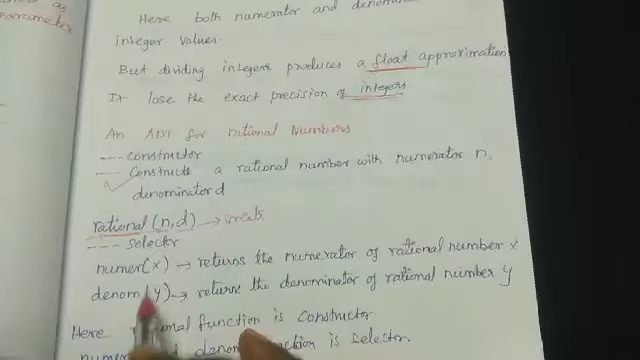 as
parameter
Here both numerator and
integer values.
But dividing integers produces a float approximation
It lose the exact precision of integers
An ADT for rational Numbers
--- constructor
--- constructs a rational number with numerator n,
denominator d
rational (n,d) →
--- selector
numer(x) → returns the numerator of rational number x
denom(y) → returns the denominator of rational number y
Here function is constructor
is selector.